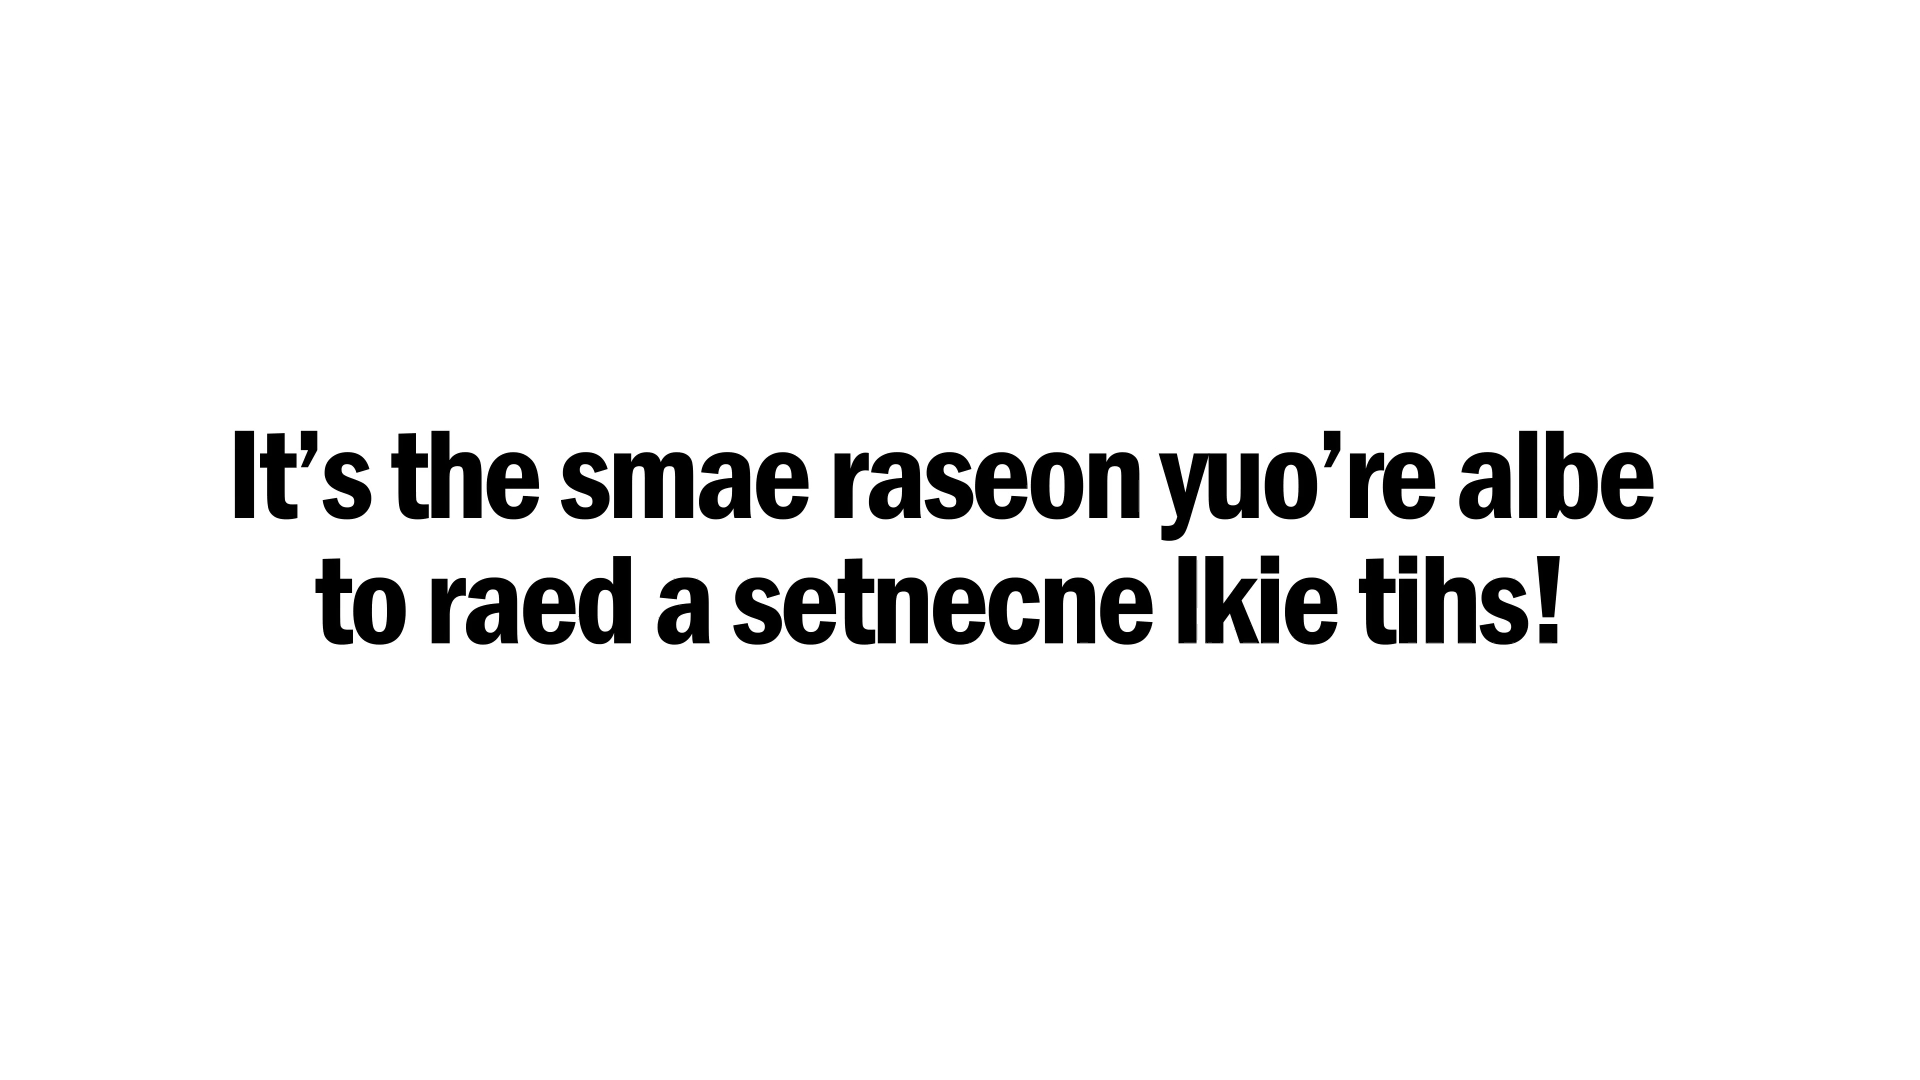 It’s the smae raseon yuo’re albe
to raed a setnecne lkie tihs!